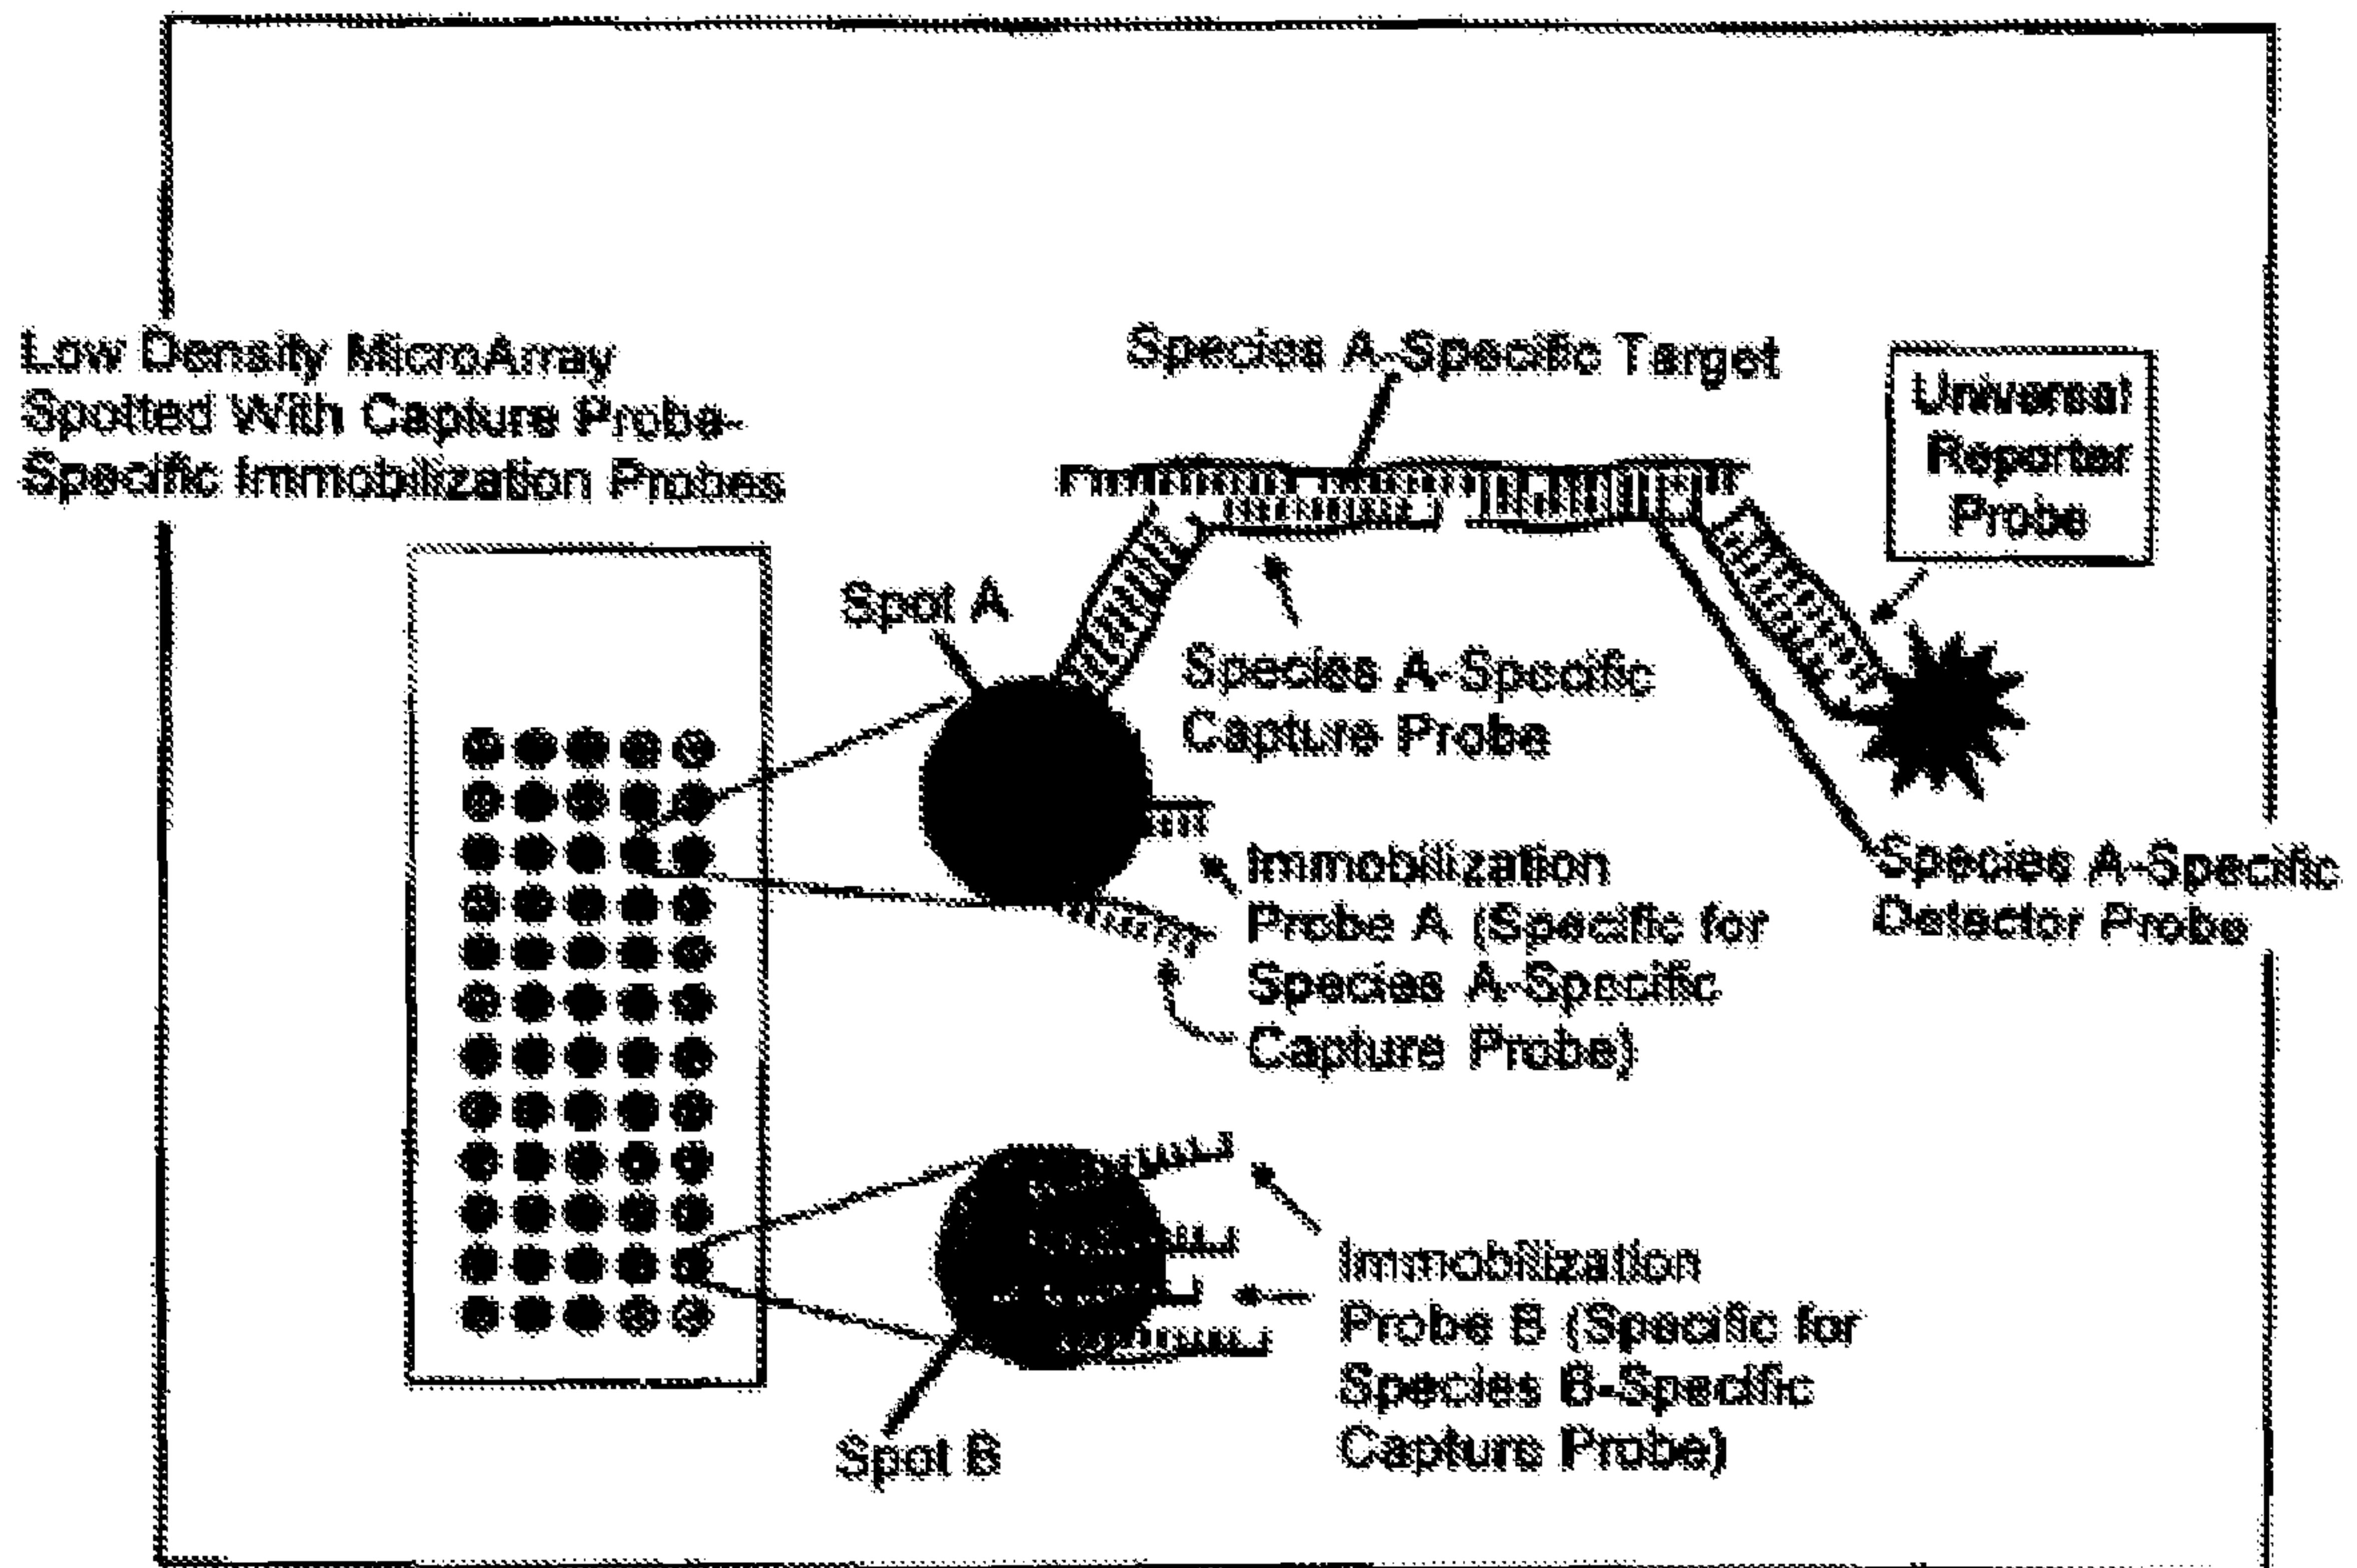 Low Density MicroArray
Spotted With Capture Probe-
Specific Immobilization Probes
Species A-Specific Target
Universal
Reporter
Probe
Spot A
Species A-Specific
Capture Probe
Immobilization
Probe A (Specific for
Species A-Specific
Capture Probe)
Species A-Specific
Detector Probe
Immobilization
Probe B (Specific for
Species B-Specific
Capture Probe)
Spot B